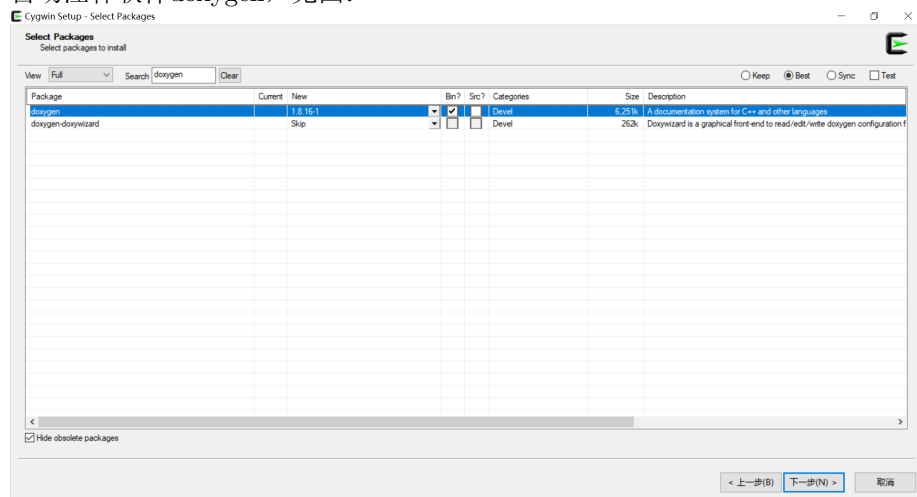 doxygen
Cygwin Setup - Select Packages
Select Packages
Select packages to install
View Full Search doxygen Clear Keep Best Sync Test
Package Current New Bin? Src? Categories Size Description
doxygen 1.8.16-1 Devel 6,251k A documentation system for C++ and other languages
doxygen-doxywizard Skip Devel 262k Doxywizard is a graphical front-end to read/edit/write doxygen configuration f
Hide obsolete packages
< 上一步(B) 下一步(N) > 取消